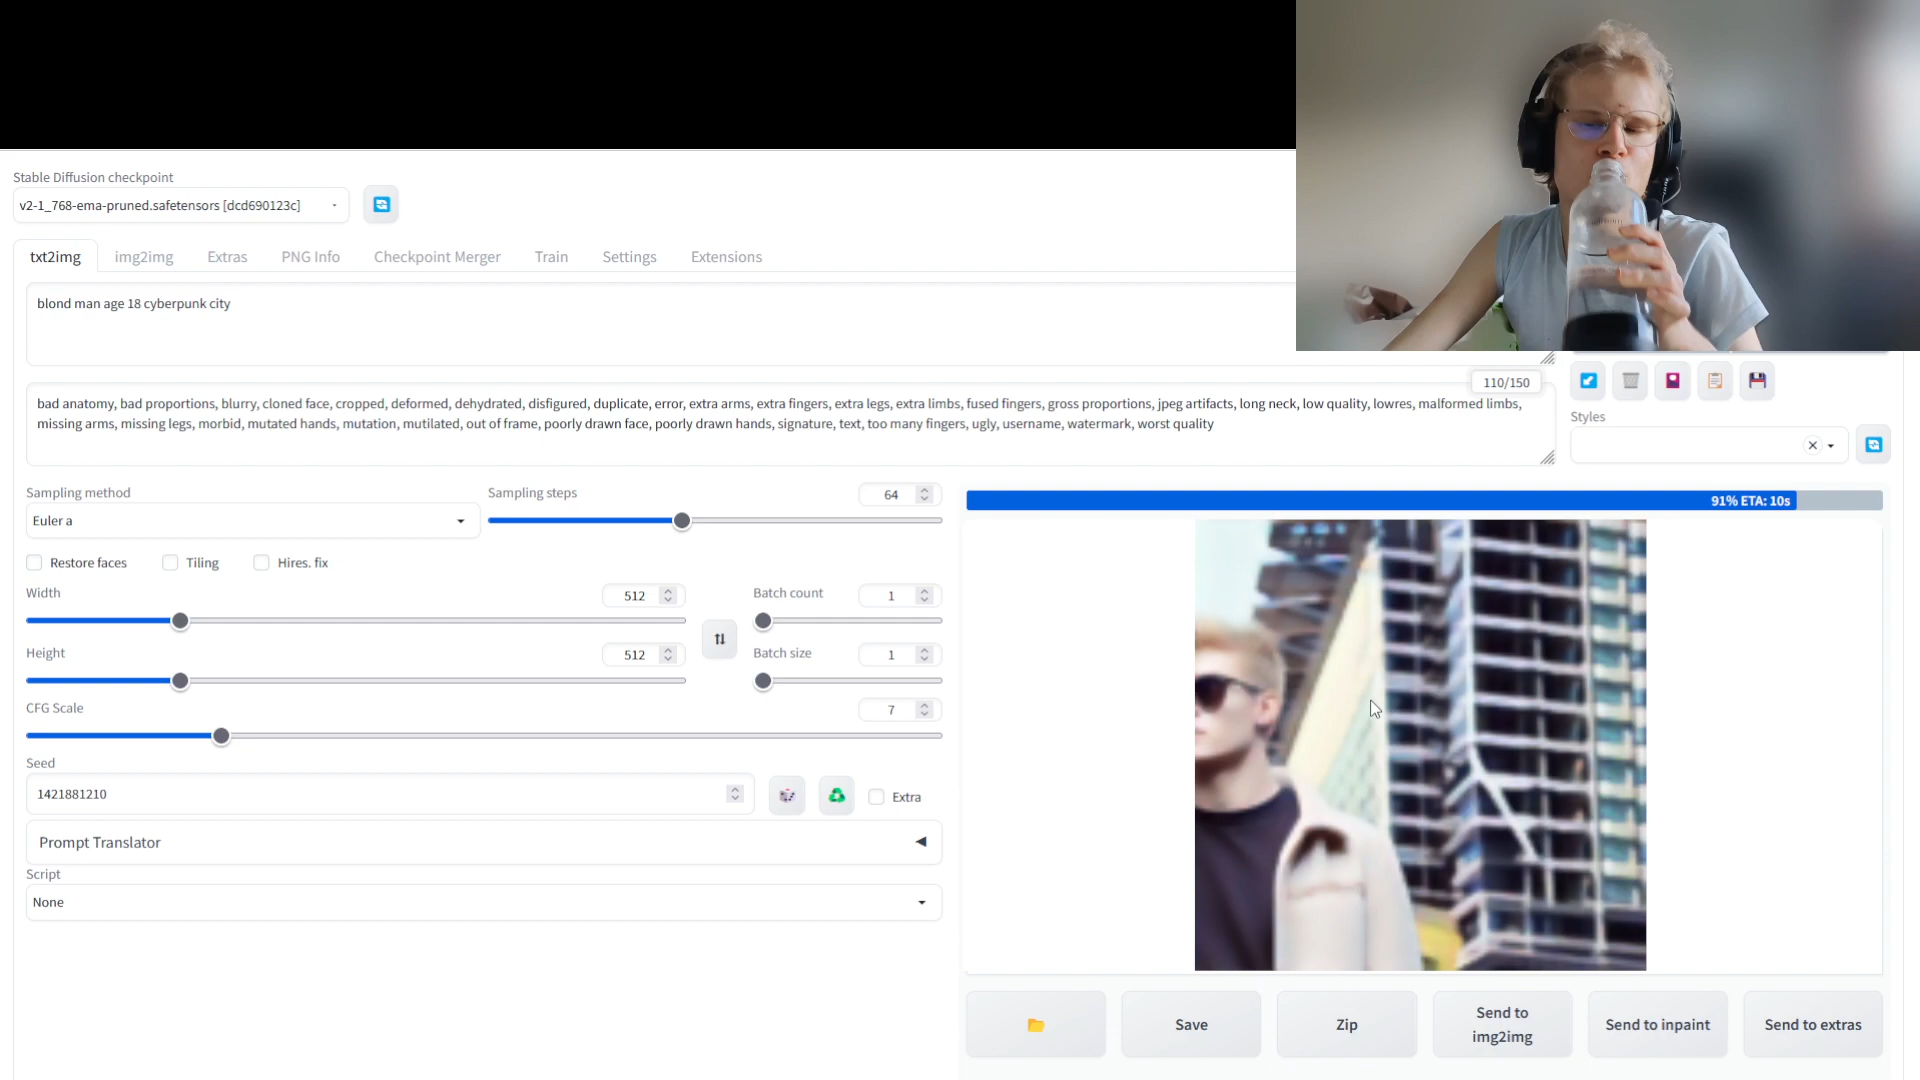 Stable Diffusion checkpoint
v2-1_768-ema-pruned.safetensors [dcd690123c]
txt2img img2img Extras PNG Info Checkpoint Merger Train Settings Extensions
blond man age 18 cyberpunk city
110/150
bad anatomy, bad proportions, blurry, cloned face, cropped, deformed, dehydrated, disfigured, duplicate, error, extra arms, extra fingers, extra legs, extra limbs, fused fingers, gross proportions, jpeg artifacts, long neck, low quality, lowres, malformed limbs,
missing arms, missing legs, morbid, mutated hands, mutation, mutilated, out of frame, poorly drawn face, poorly drawn hands, signature, text, too many fingers, ugly, username, watermark, worst quality
Styles
Sampling method
Euler a
Sampling steps
64
91% ETA: 10s
Restore faces
Tiling
Hires. fix
Width
512
Batch count
1
Height
512
Batch size
1
CFG Scale
7
Seed
1421881210
Extra
Prompt Translator
Script
None
Save
Zip
Send to
img2img
Send to inpaint
Send to extras